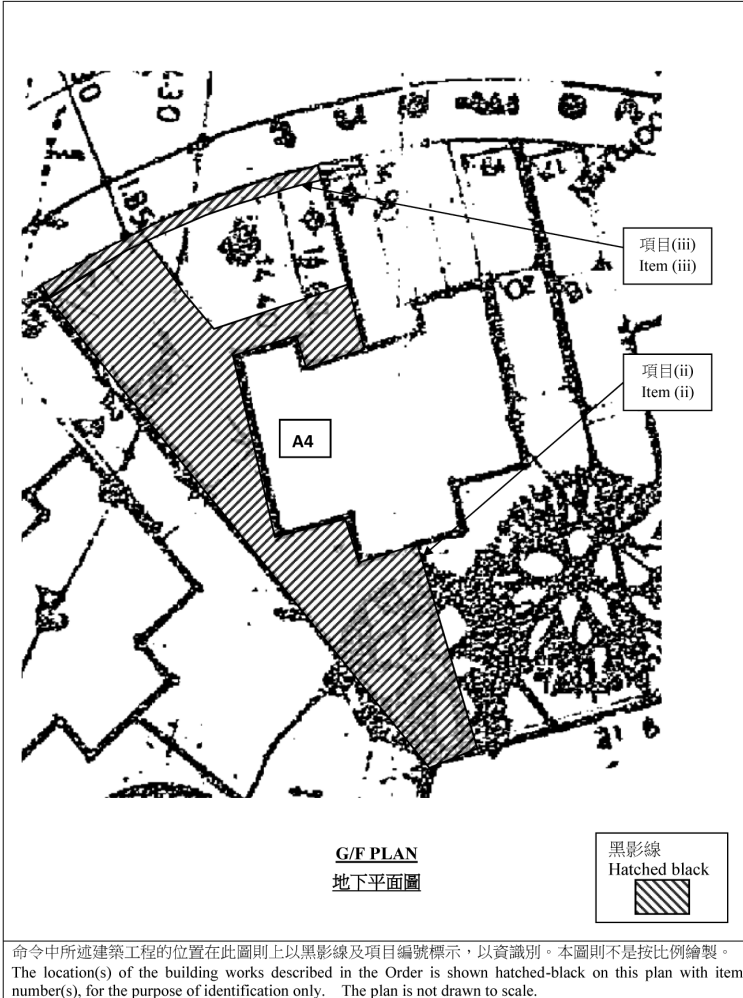 430
185
項目(iii)
Item (iii)
項目(ii)
Item (ii)
A4
G/F PLAN
地下平面圖
黑影線
Hatched black
命令中所述建築工程的位置在此圖則上以黑影線及項目編號標示，以資識別。本圖則不是按比例繪製。
The location(s) of the building works described in the Order is shown hatched-black on this plan with item
number(s), for the purpose of identification only. The plan is not drawn to scale.